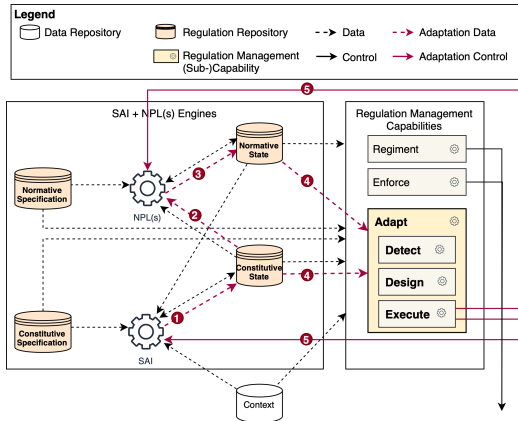 Legend
Data Repository
Regulation Repository
Data
Adaptation Data
Regulation Management
(Sub-)Capability
Control
Adaptation Control
5
SAI + NPL(s) Engines
Regulation Management
Capabilities
Normative
State
Regiment
3
Normative
Specification
NPL(s)
4
Enforce
2
Adapt
Constitutive
State
4
Detect
Design
1
Execute
Constitutive
Specification
SAI
5
Context